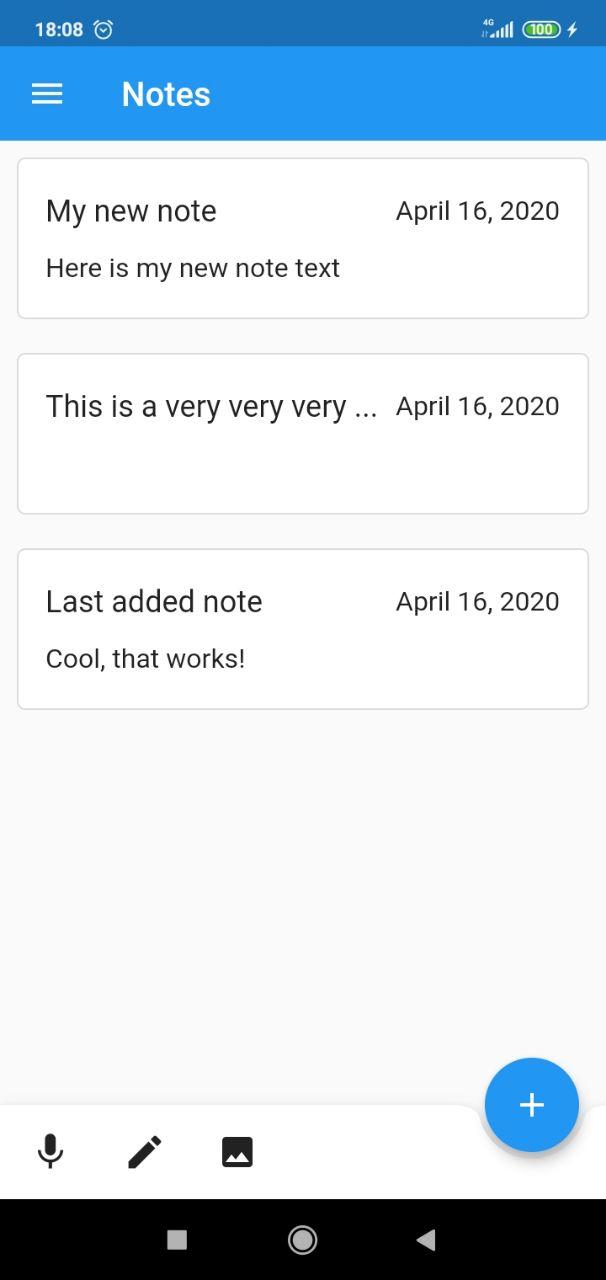 18:08 4G 100
Notes
My new note April 16, 2020
Here is my new note text
This is a very very very ... April 16, 2020
Last added note April 16, 2020
Cool, that works!